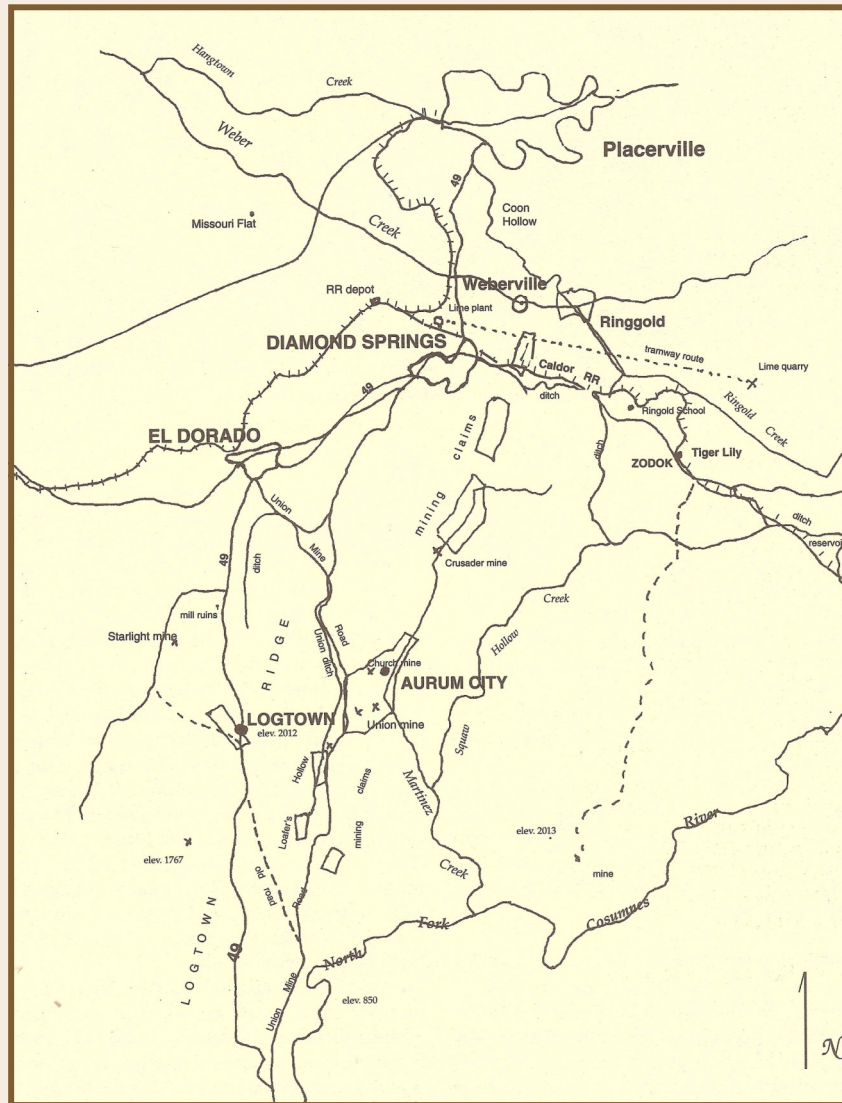 Hangtown
Creek
Weber
Placerville
49
Coon
Hollow
Missouri Flat
Creek
Weberville
RR depot
Lime plant
Ringgold
DIAMOND SPRINGS
tramway route
Lime quarry
Caldor RR
49
ditch
Ringold
Creek
Ringold School
claims
EL DORADO
ditch
Tiger Lily
ZODOK
mining
Union
Mine
Road
ditch
reservoi
49
ditch
Crusader mine
Creek
mill ruins
Hollow
Starlight mine
RIDGE
Union ditch
Church mine
AURUM CITY
LOGTOWN
elev. 2012
Union mine
Squaw
Hollow
claims
Martinez
River
Loafer's
mining
elev. 2013
elev. 1767
mine
old
road
Road
Creek
Cosumnes
Fork
LOGTOWN
49
North
Mine
elev. 850
Union
N